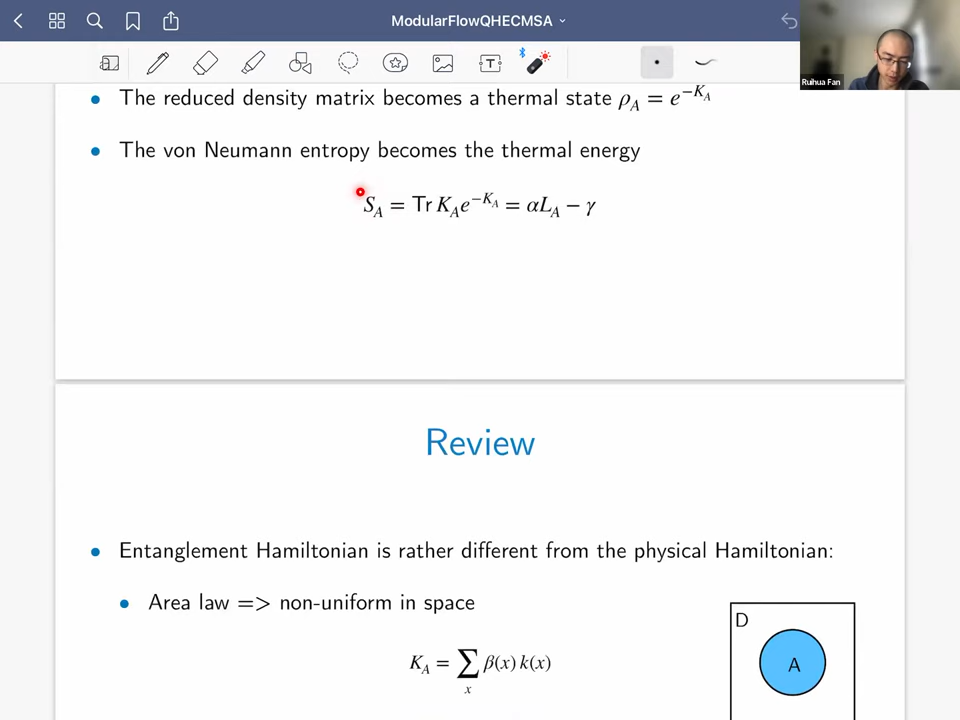 ModularFlowQHECMSA
Ruihua Fan
• The reduced density matrix becomes a thermal state ρ_A = e^{−K_A}
• The von Neumann entropy becomes the thermal energy
S_A = Tr K_A e^{−K_A} = αL_A − γ
Review
• Entanglement Hamiltonian is rather different from the physical Hamiltonian:
• Area law => non-uniform in space
D
A
K_A = ∑_x β(x) k(x)